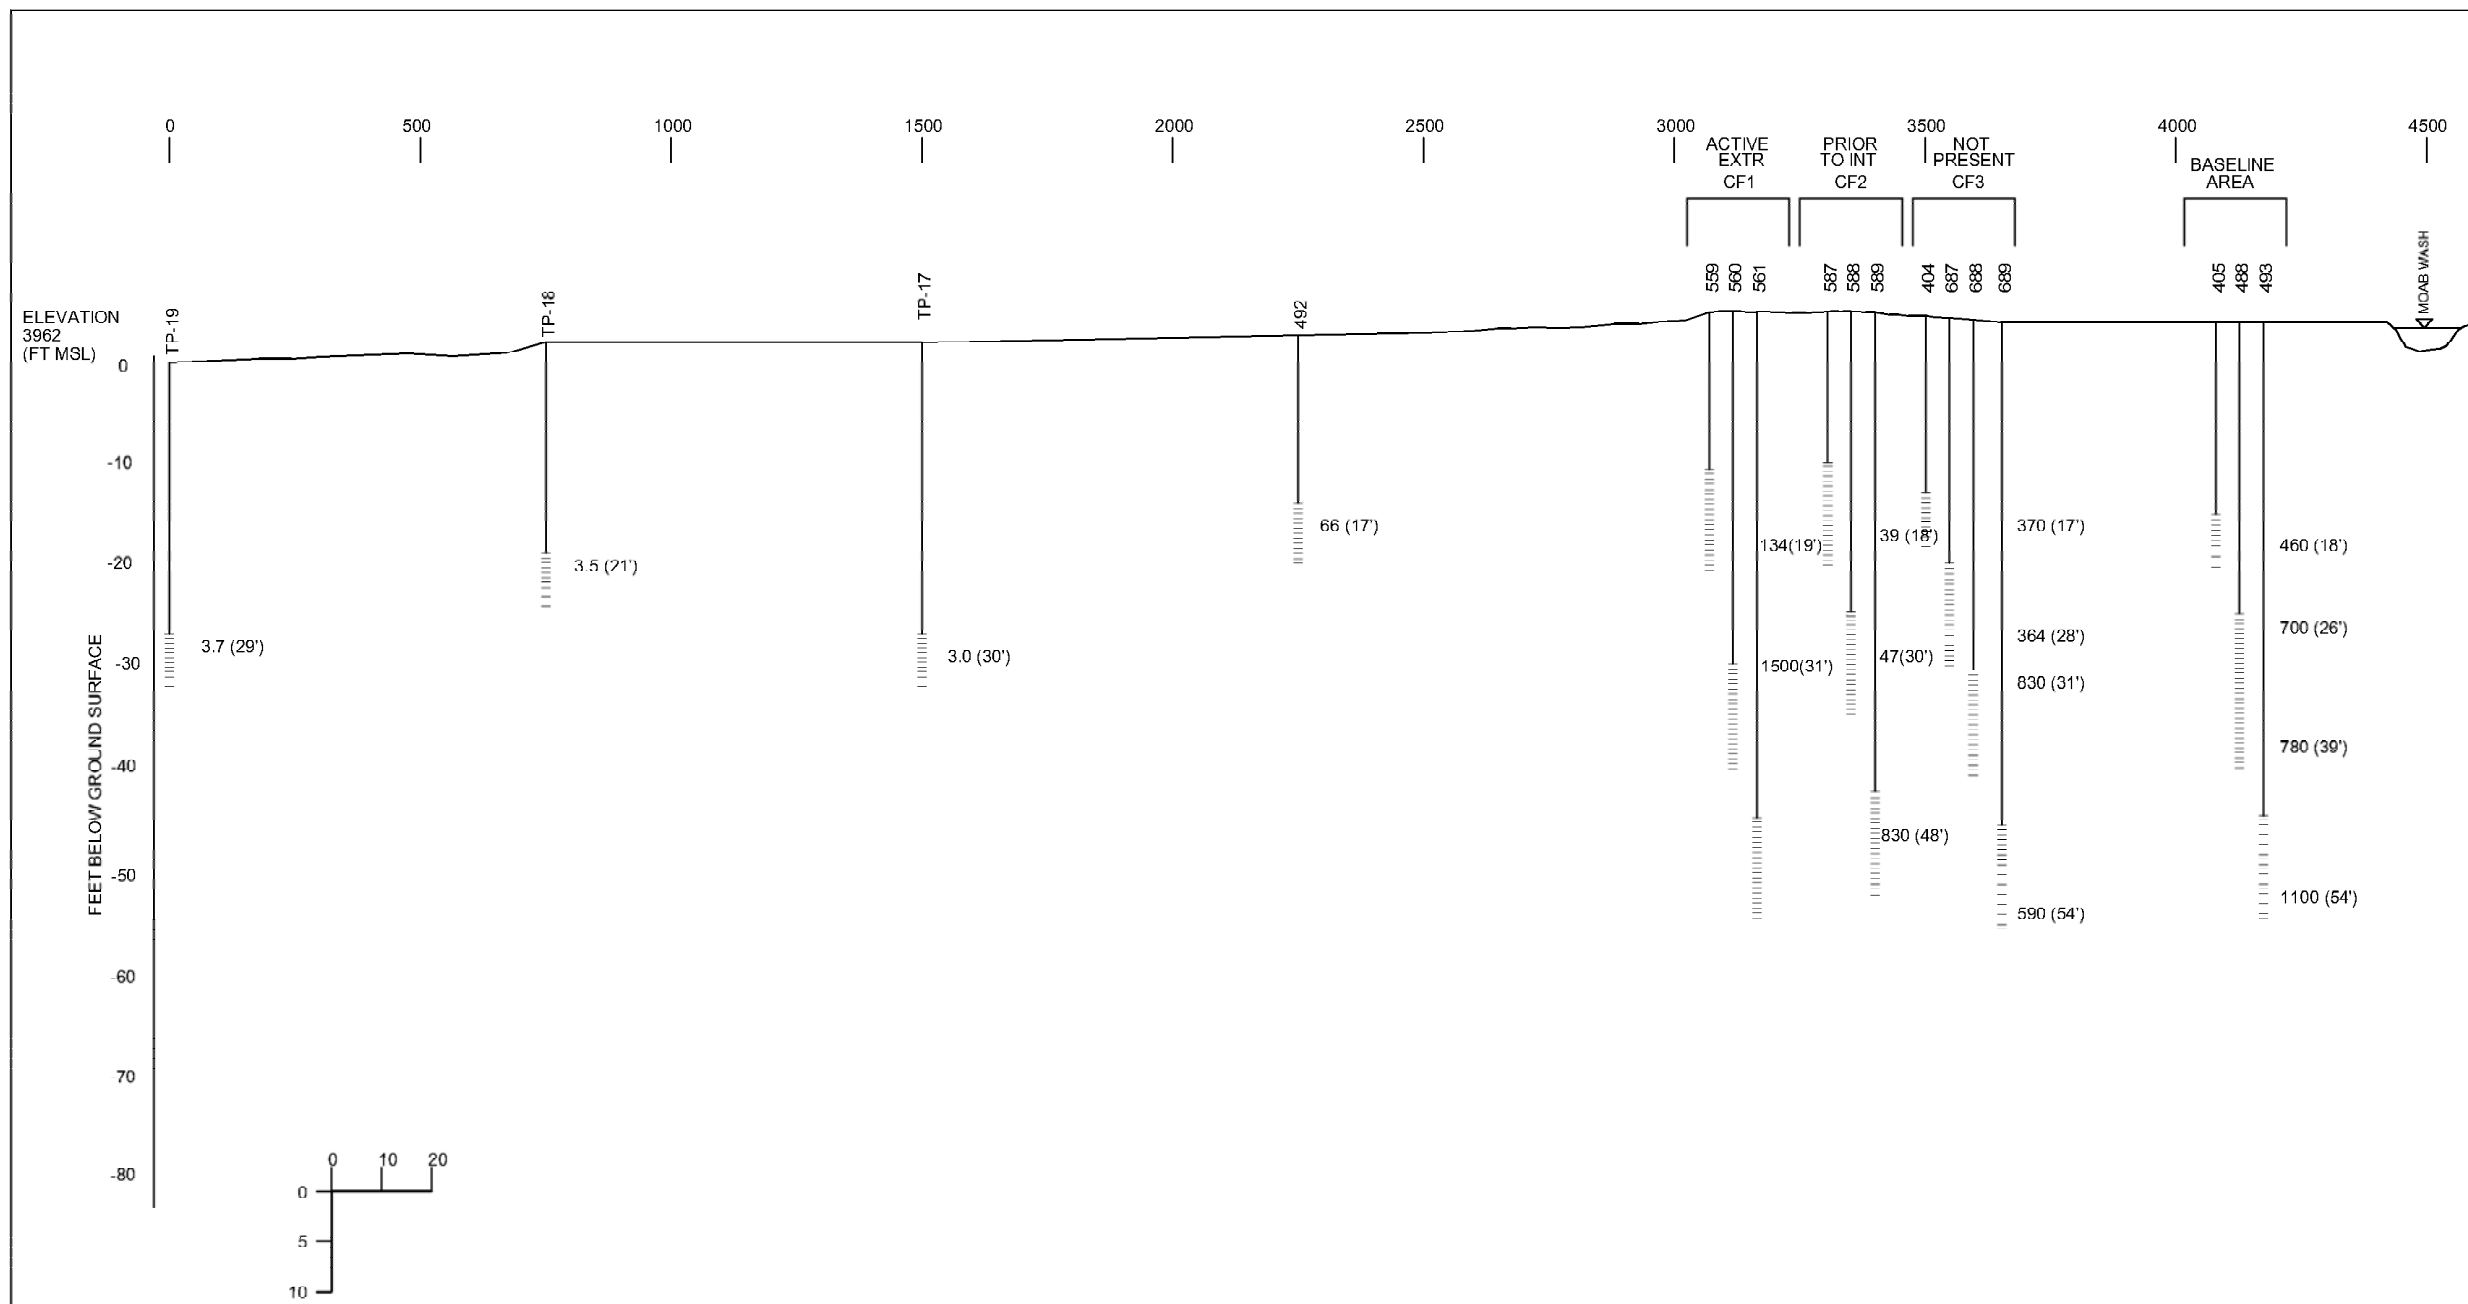 0 500 1000 1500 2000 2500 3000 3500 4000 4500
ACTIVE
EXTR
CF1
PRIOR
TO INT
CF2
NOT
PRESENT
CF3
BASELINE
AREA
MOAB WASH
559
560
561
587
588
589
404
687
688
689
405
488
493
TP-19
TP-18
TP-17
492
ELEVATION
3962
(FT MSL)
0
-10
-20
-30
-40
-50
-60
-70
-80
FEET BELOW GROUND SURFACE
3.7 (29')
3.5 (21')
3.0 (30')
66 (17')
134(19')
1500(31')
39 (18')
47(30')
830 (48')
370 (17')
364 (28')
830 (31')
590 (54')
460 (18')
700 (26')
780 (39')
1100 (54')
0 10 20
0
5
10